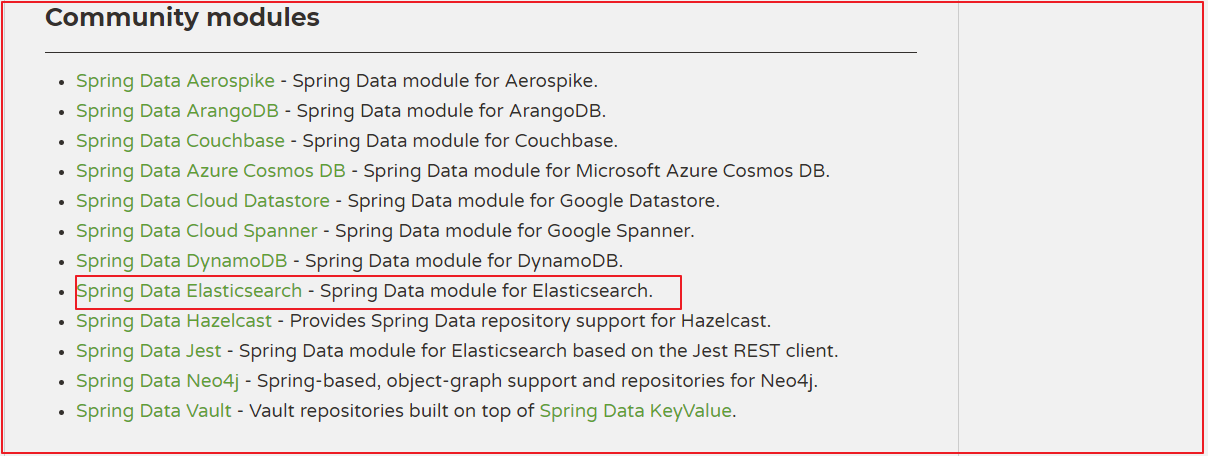 Community modules
• Spring Data Aerospike - Spring Data module for Aerospike.
• Spring Data ArangoDB - Spring Data module for ArangoDB.
• Spring Data Couchbase - Spring Data module for Couchbase.
• Spring Data Azure Cosmos DB - Spring Data module for Microsoft Azure Cosmos DB.
• Spring Data Cloud Datastore - Spring Data module for Google Datastore.
• Spring Data Cloud Spanner - Spring Data module for Google Spanner.
• Spring Data DynamoDB - Spring Data module for DynamoDB.
• Spring Data Elasticsearch - Spring Data module for Elasticsearch.
• Spring Data Hazelcast - Provides Spring Data repository support for Hazelcast.
• Spring Data Jest - Spring Data module for Elasticsearch based on the Jest REST client.
• Spring Data Neo4j - Spring-based, object-graph support and repositories for Neo4j.
• Spring Data Vault - Vault repositories built on top of Spring Data KeyValue.